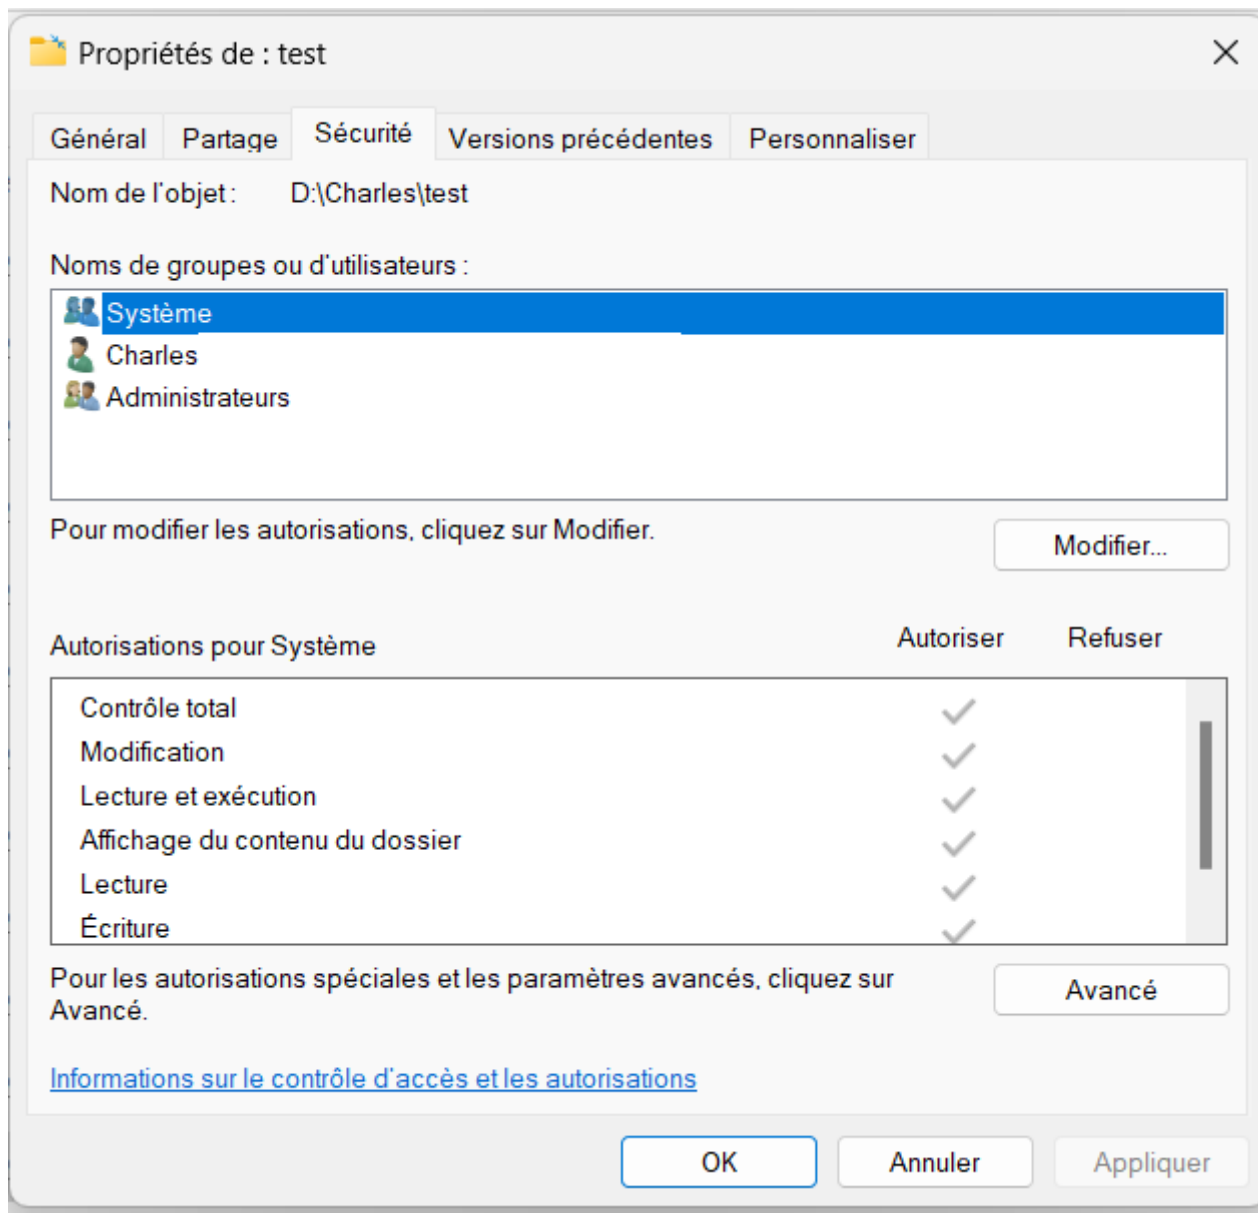 Propriétés de : test
Général Partage Sécurité Versions précédentes Personnaliser
Nom de l'objet : D:\Charles\test
Noms de groupes ou d'utilisateurs :
Système
Charles
Administrateurs
Pour modifier les autorisations, cliquez sur Modifier.
Modifier...
Autorisations pour Système Autoriser Refuser
Contrôle total
Modification
Lecture et exécution
Affichage du contenu du dossier
Lecture
Écriture
Pour les autorisations spéciales et les paramètres avancés, cliquez sur
Avancé.
Avancé
Informations sur le contrôle d'accès et les autorisations
OK Annuler Appliquer